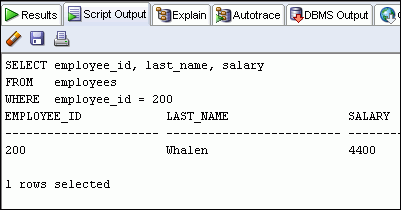 Results Script Output Explain Autotrace DBMS Output
SELECT employee_id, last_name, salary
FROM   employees
WHERE  employee_id = 200
EMPLOYEE_ID            LAST_NAME                 SALARY
---------------------- ------------------------- ------
200                    Whalen                    4400
1 rows selected